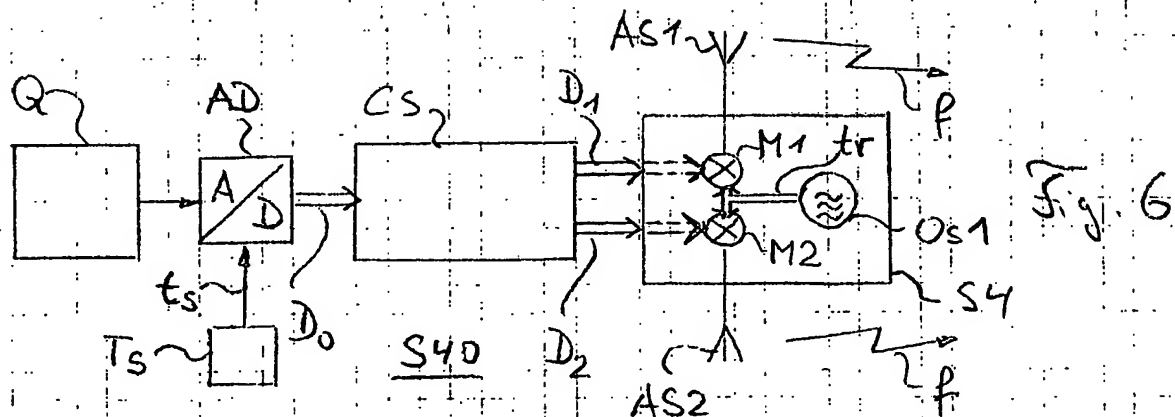 AS1
Q
AD
CS
D1
f
M1
tr
A
D
Fig. 6
Os1
M2
ts
S4
Ts
D0
S40
D2
AS2
f